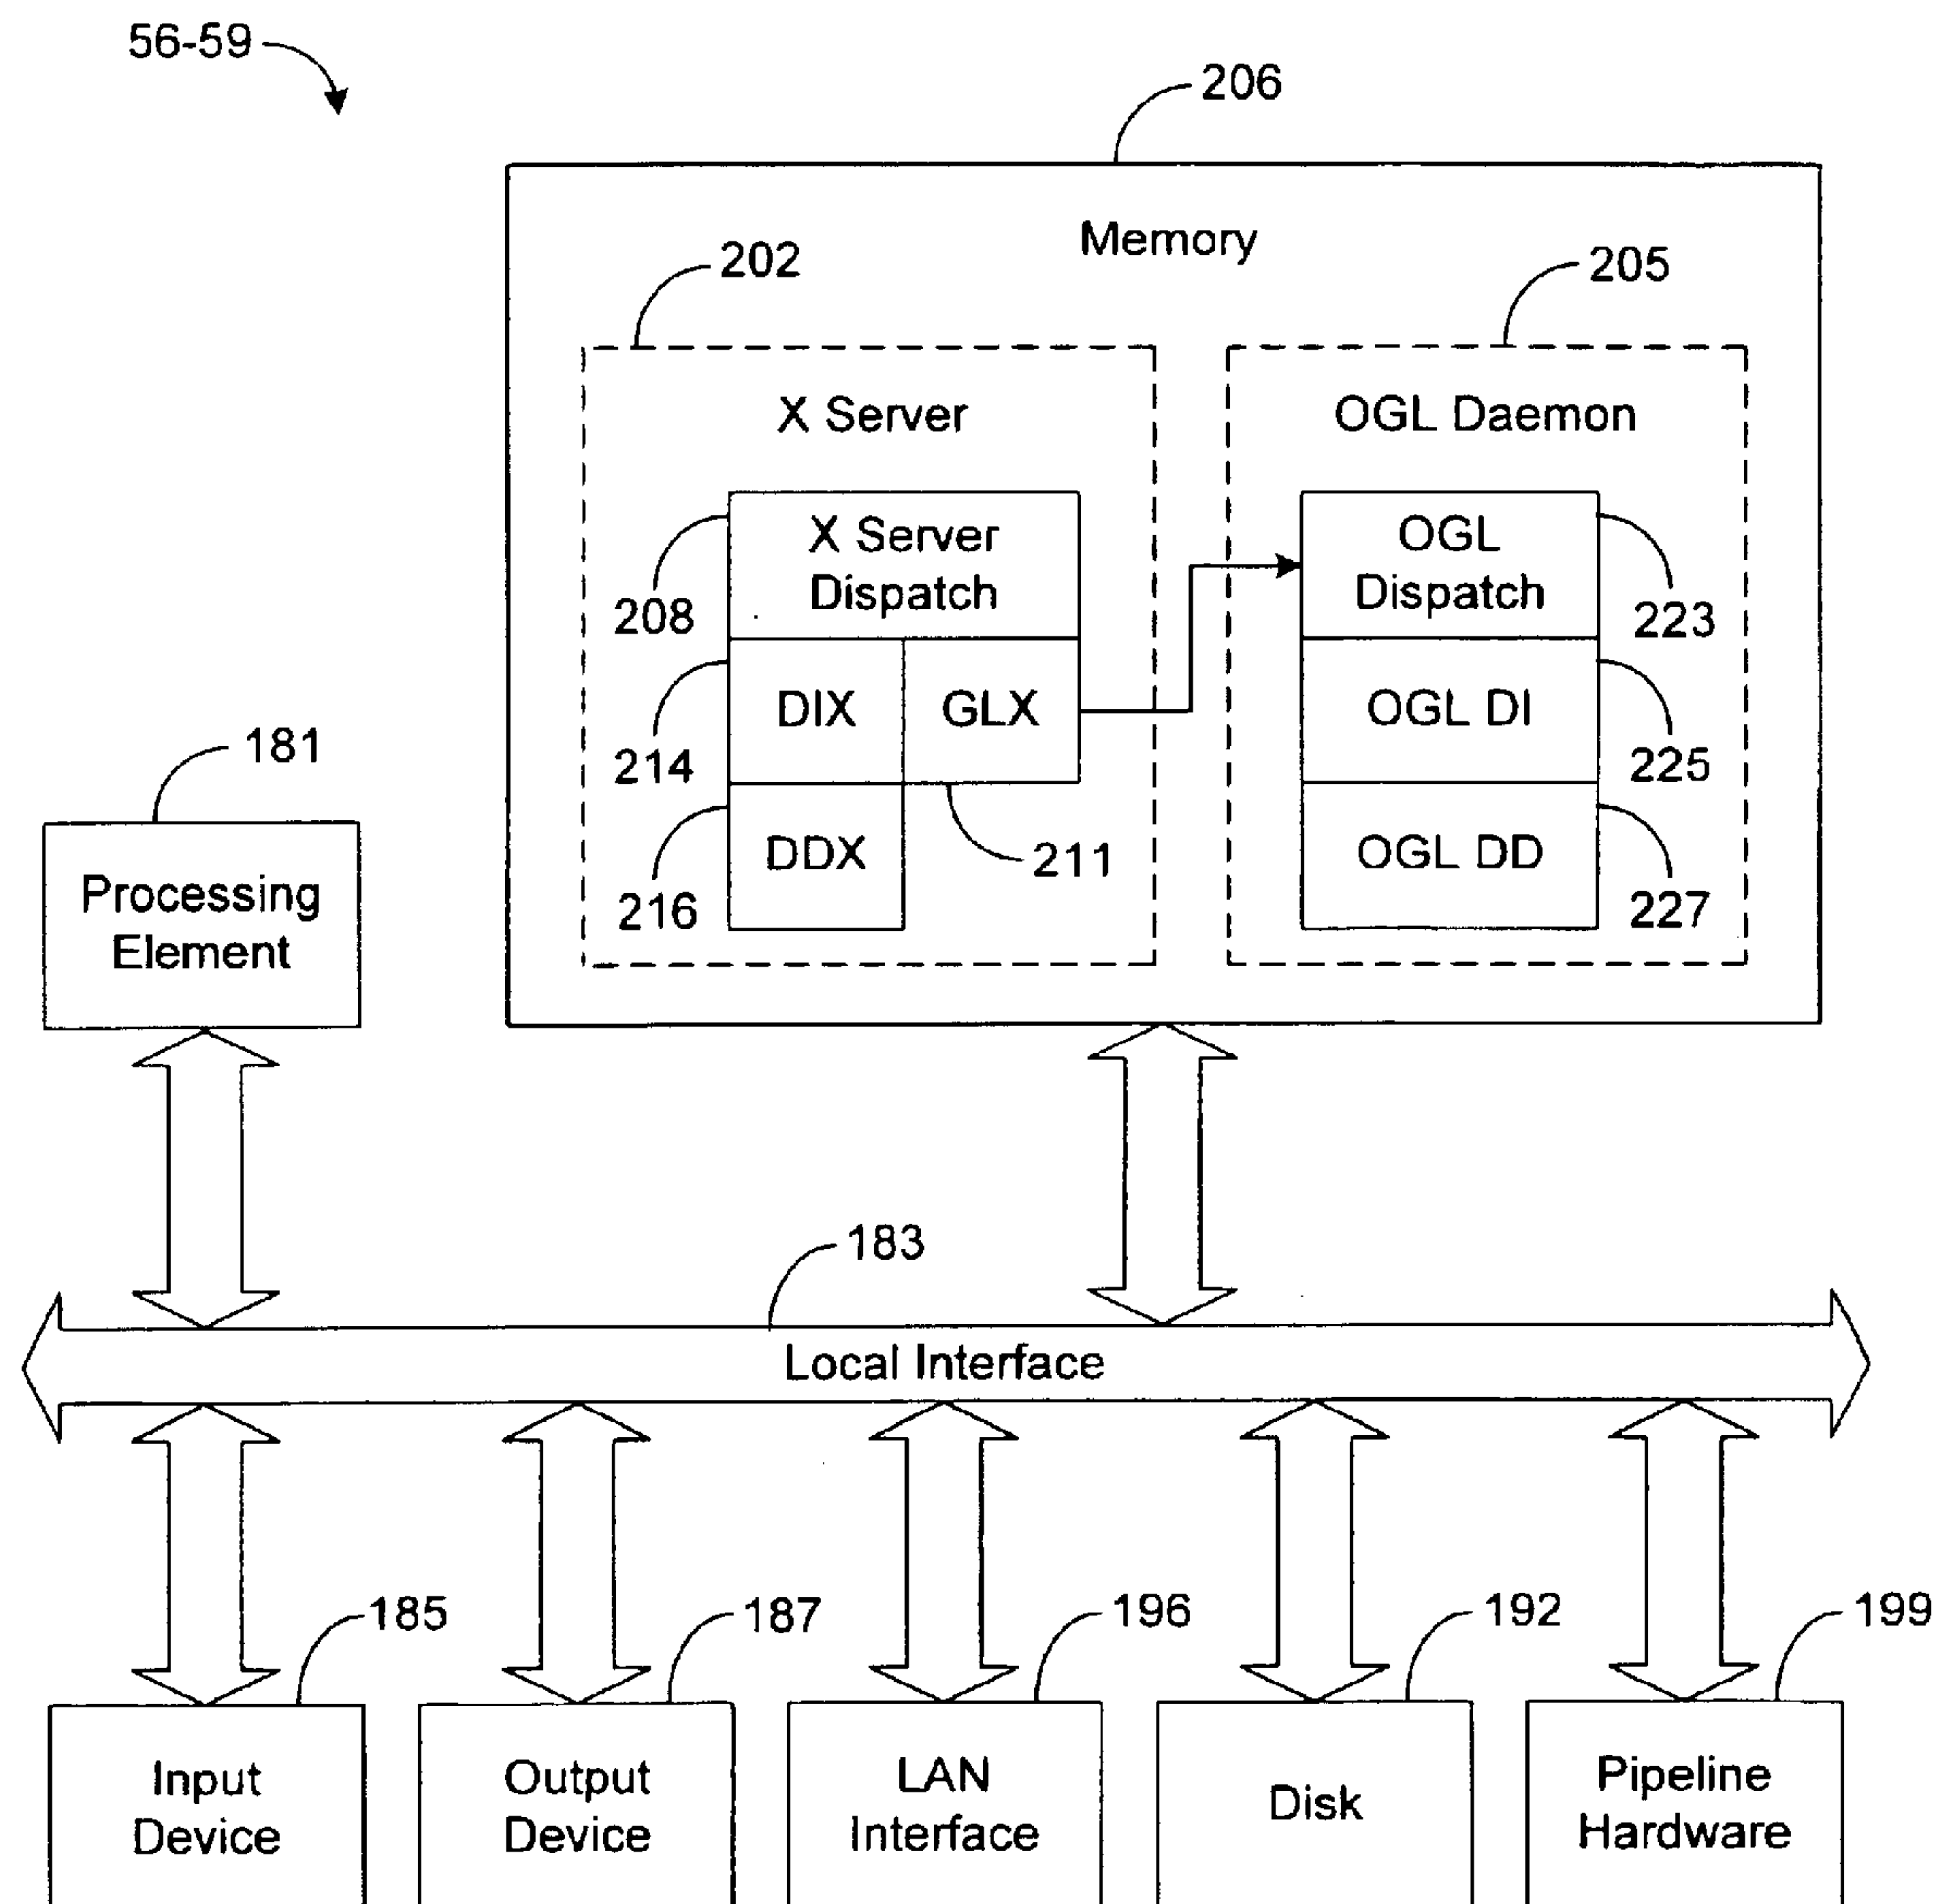 56-59
206
Memory
202
205
X Server
OGL Daemon
X Server
Dispatch
OGL
Dispatch
208
223
DIX
GLX
OGL DI
214
225
181
DDX
211
OGL DD
216
227
Processing
Element
183
Local Interface
185
187
196
192
199
Input
Device
Output
Device
LAN
Interface
Disk
Pipeline
Hardware